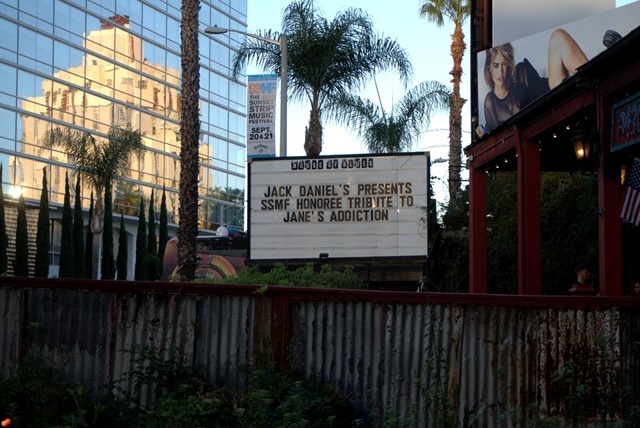 THE
SUNSET
STRIP
MUSIC
FESTIVAL
SEPT.
20&21
HOUSE OF BLUES
JACK DANIEL'S PRESENTS
SSMF HONOREE TRIBUTE TO
JANE'S ADDICTION